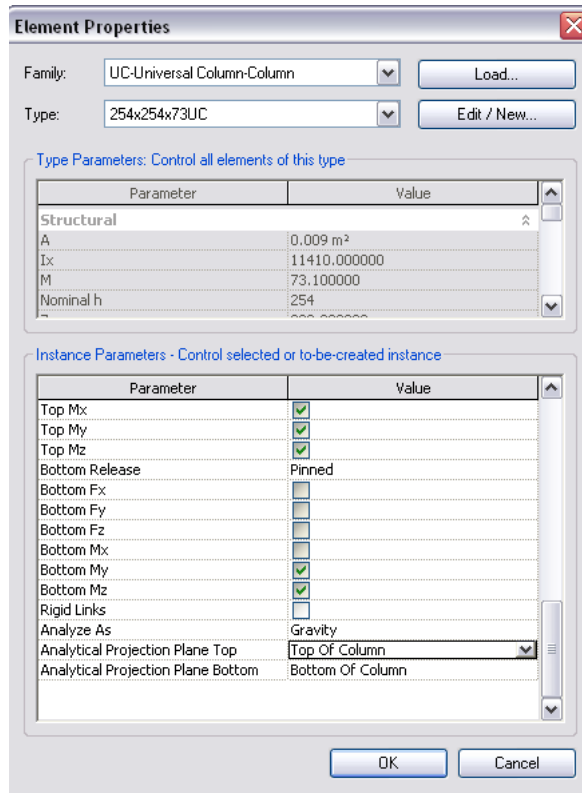 Element Properties
Family: UC-Universal Column-Column Load...
Type: 254x254x73UC Edit / New...
Type Parameters: Control all elements of this type
Parameter Value
Structural
A 0.009 m²
Ix 11410.000000
M 73.100000
Nominal h 254
Instance Parameters - Control selected or to-be-created instance
Parameter Value
Top Mx
Top My
Top Mz
Bottom Release Pinned
Bottom Fx
Bottom Fy
Bottom Fz
Bottom Mx
Bottom My
Bottom Mz
Rigid Links
Analyze As Gravity
Analytical Projection Plane Top Top Of Column
Analytical Projection Plane Bottom Bottom Of Column
OK Cancel